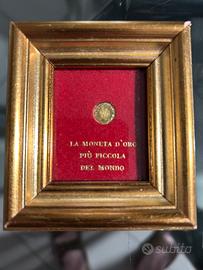 LA MONETA D'ORO
PIÙ PICCOLA
DEL MONDO
subito